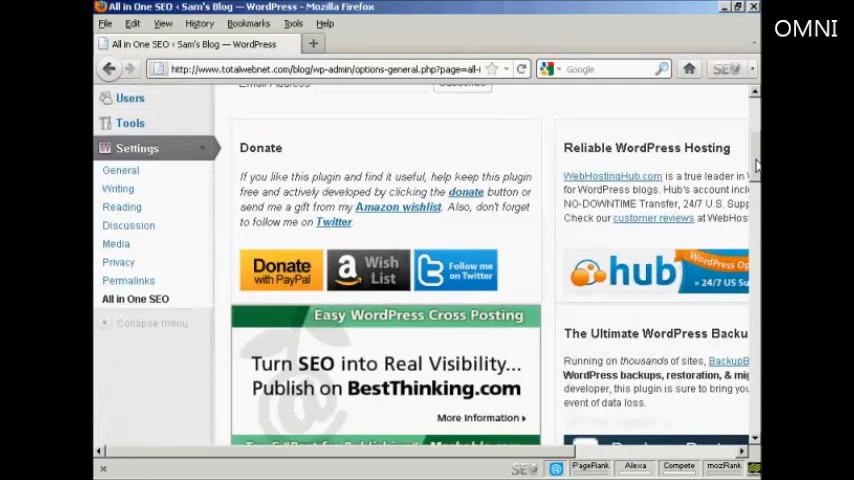 All in One SEO ‹ Sam's Blog — WordPress - Mozilla Firefox
OMNI
File Edit View History Bookmarks Tools Help
All in One SEO ‹ Sam's Blog — WordPress
http://www.totalwebnet.com/blog/wp-admin/options-general.php?page=all-i
Google
SEO
Email Address
Subscribe
Users
Tools
Settings
General
Writing
Reading
Discussion
Media
Privacy
Permalinks
All in One SEO
Collapse menu
Donate
If you like this plugin and find it useful, help keep this plugin
free and actively developed by clicking the donate button or
send me a gift from my Amazon wishlist. Also, don't forget
to follow me on Twitter.
Donate
with PayPal
a Wish
List
t Follow me
on Twitter
Easy WordPress Cross Posting
Turn SEO into Real Visibility...
Publish on BestThinking.com
More Information
Reliable WordPress Hosting
WebHostingHub.com is a true leader in
for WordPress blogs. Hub's account incl
NO-DOWNTIME Transfer, 24/7 U.S. Supp
Check our customer reviews at WebHos
hub
WordPress Op
» 24/7 US Su
The Ultimate WordPress Backu
Running on thousands of sites, BackupB
WordPress backups, restoration, & mig
developer, this plugin is sure to bring you
event of data loss.
SEO
PageRank
Alexa
Compete
mozRank